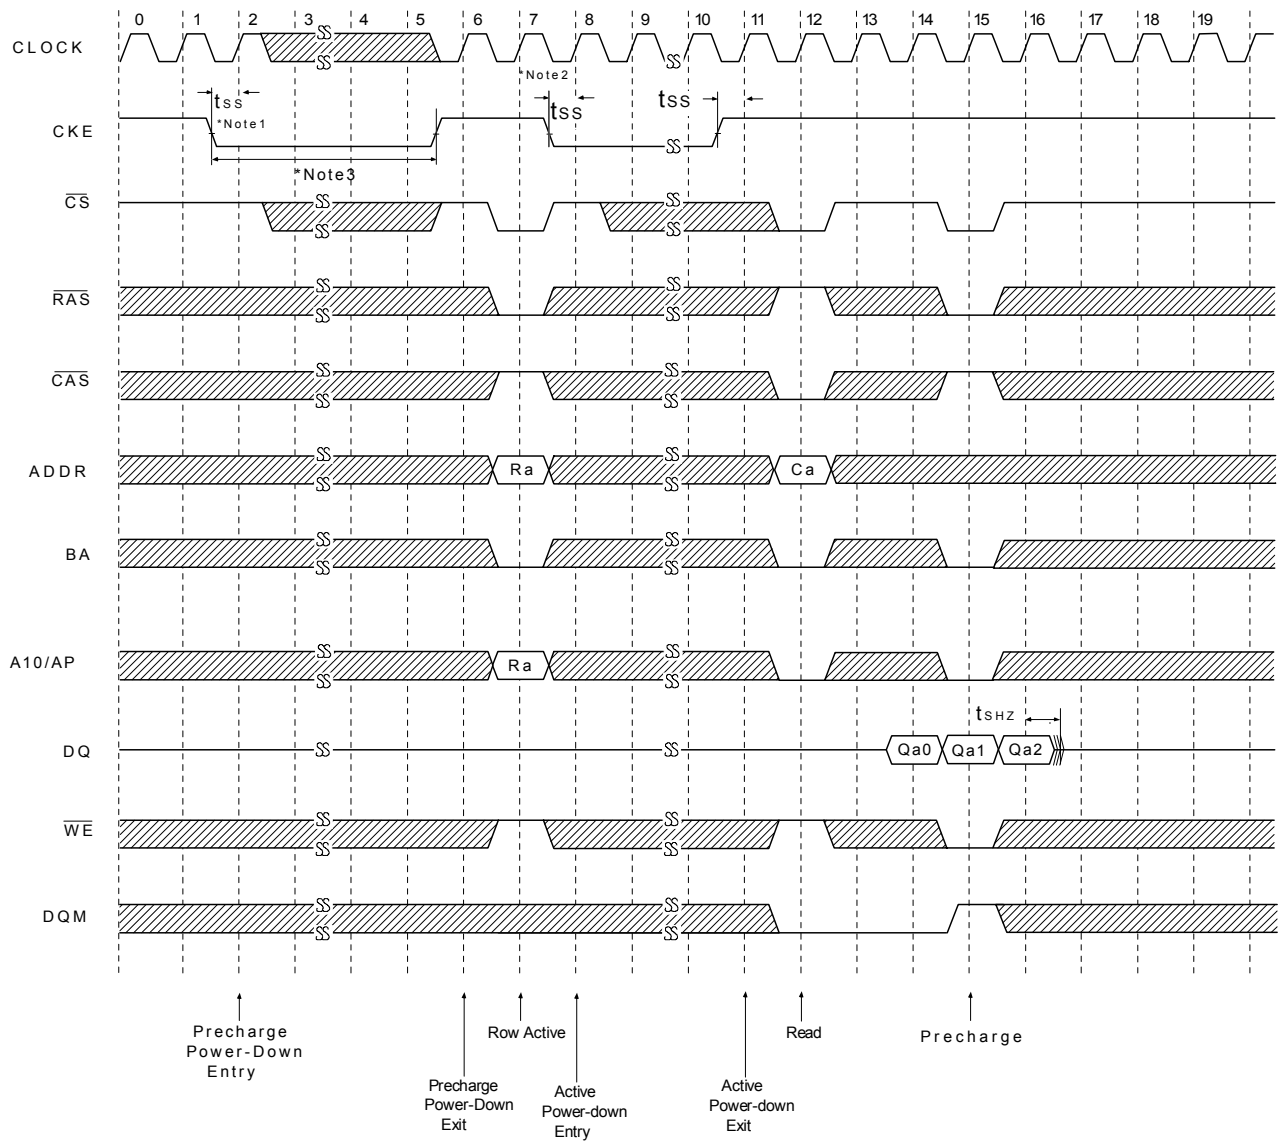 0 1 2 3 4 5 6 7 8 9 10 11 12 13 14 15 16 17 18 19
CLOCK
*Note2
tSS
*Note1
tSS
tSS
CKE
*Note3
CS
RAS
CAS
ADDR
Ra
Ca
BA
A10/AP
Ra
tSHZ
DQ
Qa0
Qa1
Qa2
WE
DQM
Precharge
Power-Down
Entry
Precharge
Power-Down
Exit
Row Active
Active
Power-down
Entry
Active
Power-down
Exit
Read
Precharge